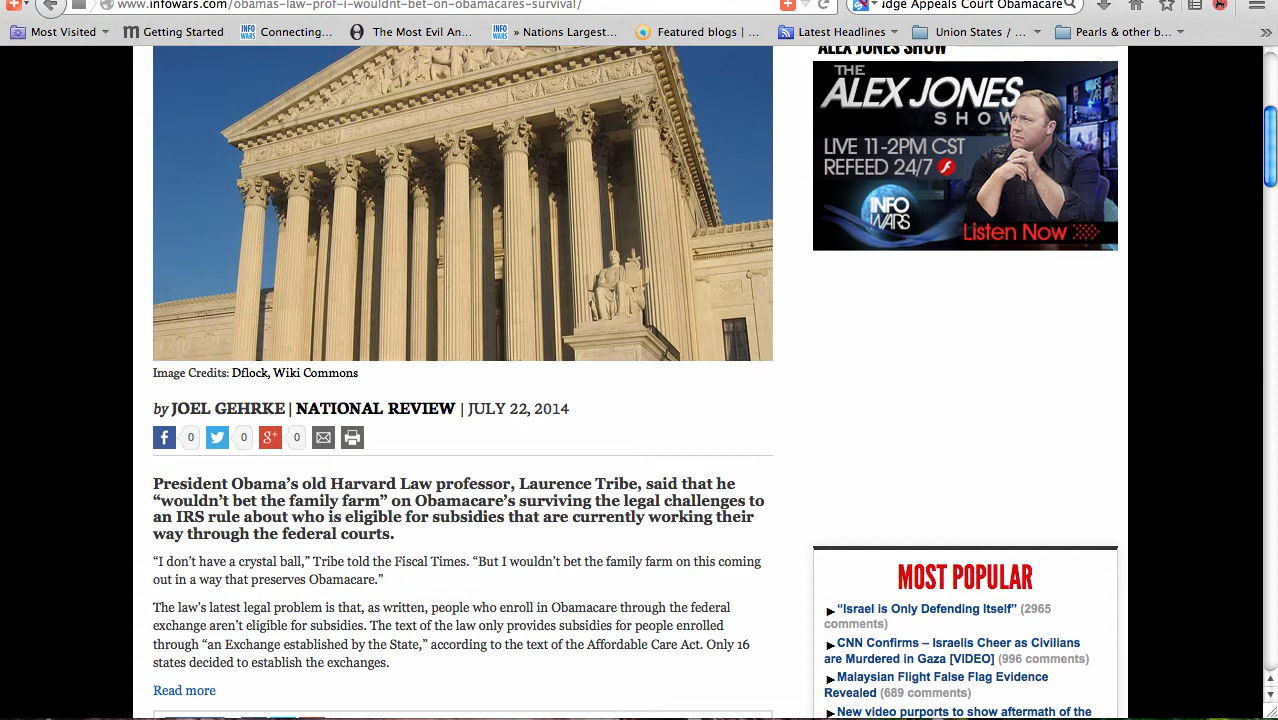 www.infowars.com/obamas-law-prof-i-wouldnt-bet-on-obamacares-survival/
idge Appeals Court Obamacare
Most Visited
Getting Started
INFO WARS Connecting...
The Most Evil An...
INFO WARS » Nations Largest...
Featured blogs | ...
Latest Headlines
Union States / ...
Pearls & other b...
ALEX JONES SHOW
THE
ALEX JONES
SHOW
LIVE 11-2PM CST
REFEED 24/7
INFO
WARS
Listen Now
Image Credits: Dflock, Wiki Commons
by JOEL GEHRKE | NATIONAL REVIEW | JULY 22, 2014
f 0 0 g+ 0
President Obama’s old Harvard Law professor, Laurence Tribe, said that he
“wouldn’t bet the family farm” on Obamacare’s surviving the legal challenges to
an IRS rule about who is eligible for subsidies that are currently working their
way through the federal courts.
“I don’t have a crystal ball,” Tribe told the Fiscal Times. “But I wouldn’t bet the family farm on this coming
out in a way that preserves Obamacare.”
The law’s latest legal problem is that, as written, people who enroll in Obamacare through the federal
exchange aren’t eligible for subsidies. The text of the law only provides subsidies for people enrolled
through “an Exchange established by the State,” according to the text of the Affordable Care Act. Only 16
states decided to establish the exchanges.
Read more
MOST POPULAR
“Israel is Only Defending Itself” (2965
comments)
CNN Confirms – Israelis Cheer as Civilians
are Murdered in Gaza [VIDEO] (996 comments)
Malaysian Flight False Flag Evidence
Revealed (689 comments)
New video purports to show aftermath of the